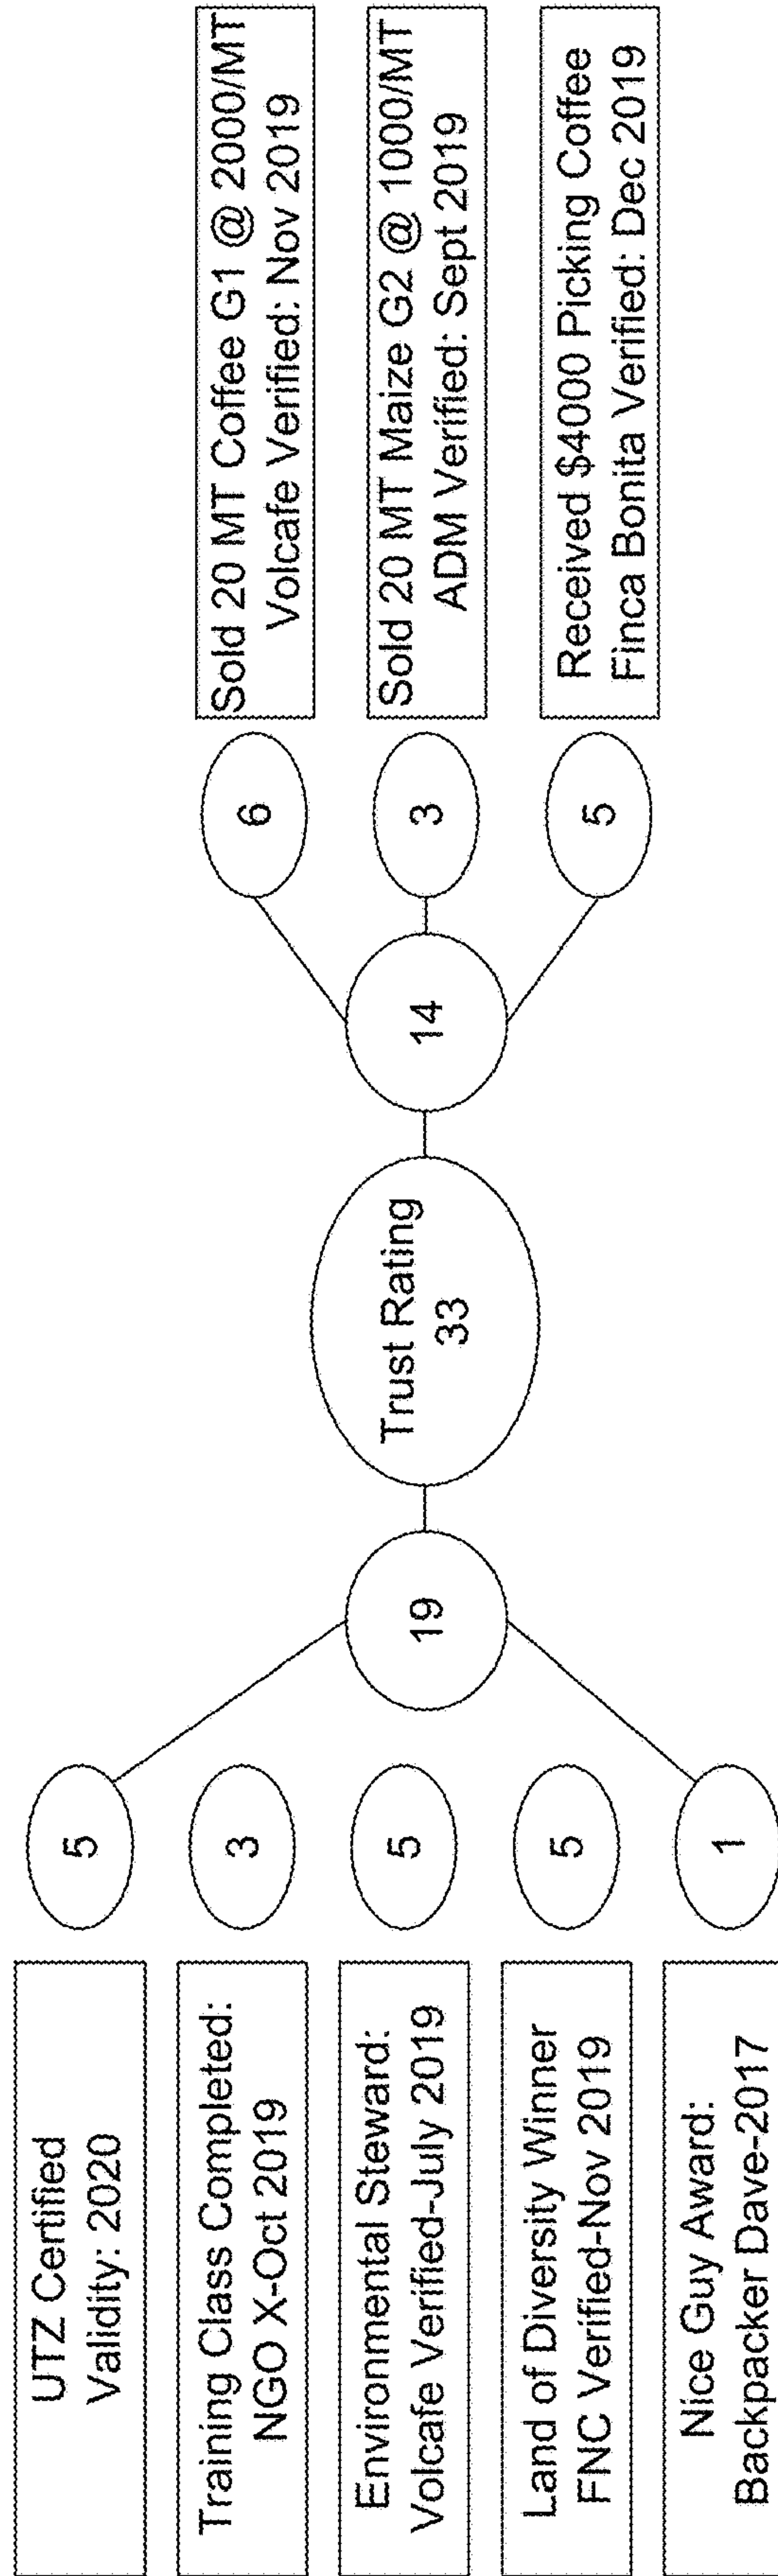 UTZ Certified
Validity: 2020
5
Training Class Completed:
NGO X-Oct 2019
3
Environmental Steward:
Volcafe Verified-July 2019
5
Land of Diversity Winner
FNC Verified-Nov 2019
5
Nice Guy Award:
Backpacker Dave-2017
1
19
Trust Rating
33
14
6
Sold 20 MT Coffee G1 @ 2000/MT
Volcafe Verified: Nov 2019
3
Sold 20 MT Maize G2 @ 1000/MT
ADM Verified: Sept 2019
5
Received $4000 Picking Coffee
Finca Bonita Verified: Dec 2019